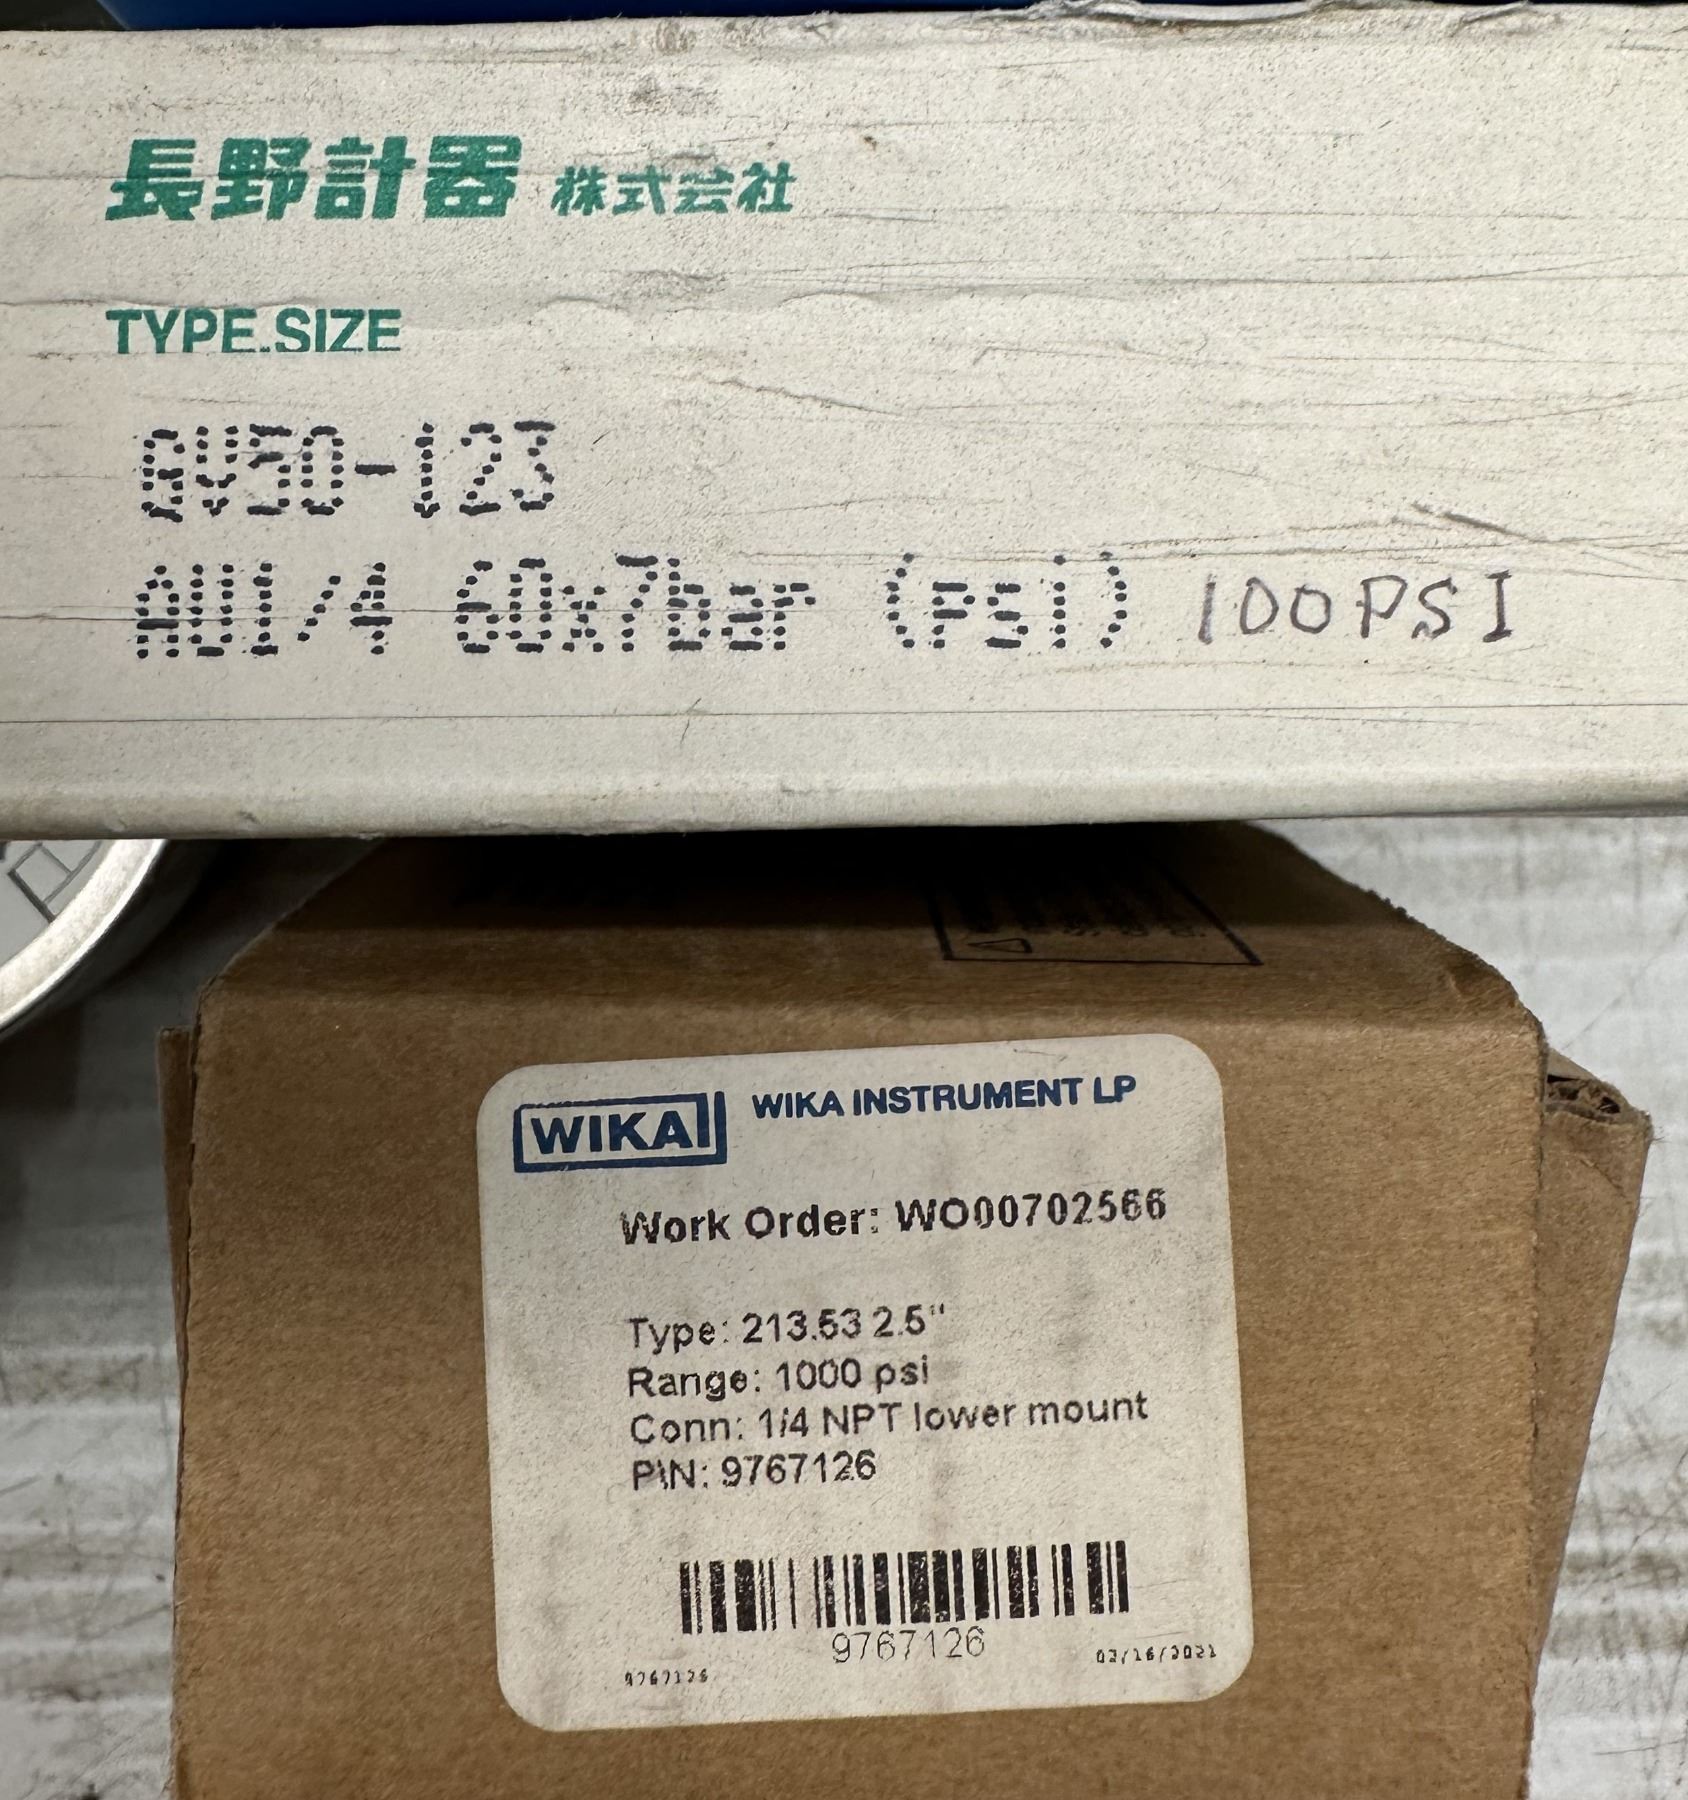 長野計器 株式会社
TYPE.SIZE
GV50-123
AU1/4 60x7bar (psi) 100PSI
WIKA WIKA INSTRUMENT LP
Work Order: WO00702566
Type: 213.53 2.5"
Range: 1000 psi
Conn: 1/4 NPT lower mount
P\N: 9767126
9767126
9767126 02/16/2021